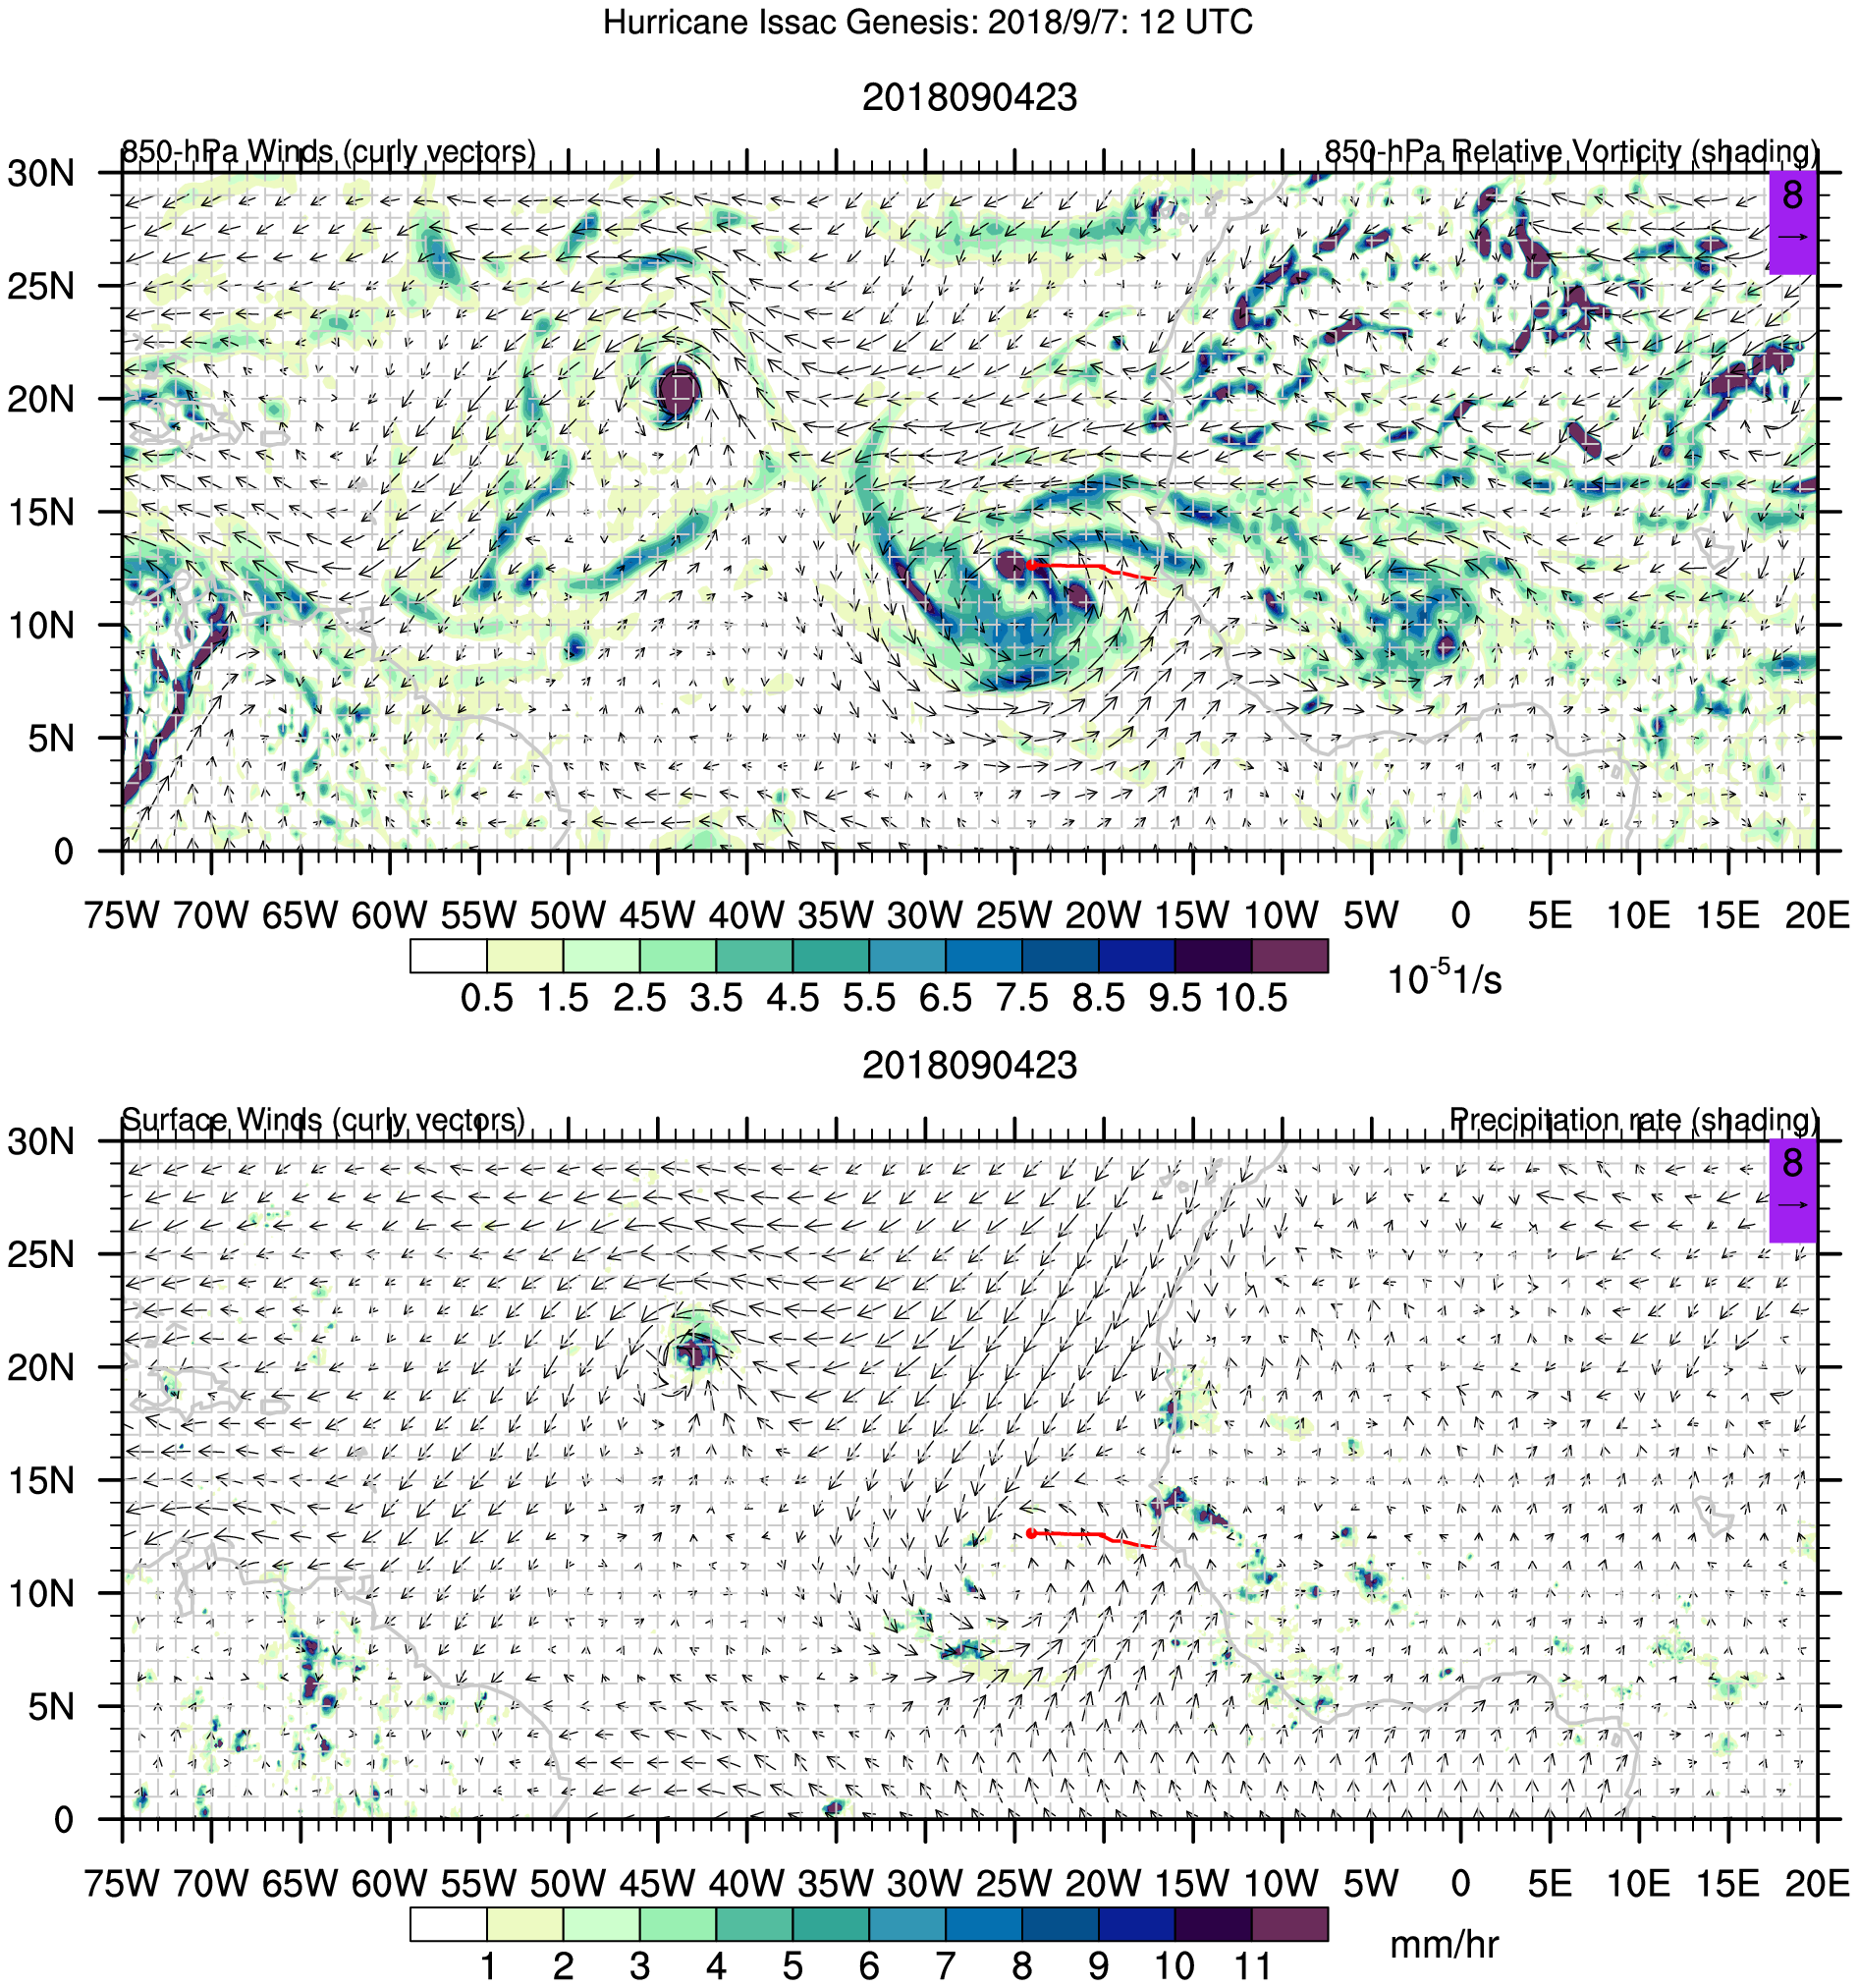 Hurricane Issac Genesis: 2018/9/7: 12 UTC
2018090423
850-hPa Winds (curly vectors) 850-hPa Relative Vorticity (shading)
30N
8
25N
20N
15N
10N
5N
0
75W 70W 65W 60W 55W 50W 45W 40W 35W 30W 25W 20W 15W 10W 5W 0 5E 10E 15E 20E
0.5 1.5 2.5 3.5 4.5 5.5 6.5 7.5 8.5 9.5 10.5
10⁻⁵1/s
2018090423
Surface Winds (curly vectors) Precipitation rate (shading)
30N
8
25N
20N
15N
10N
5N
0
75W 70W 65W 60W 55W 50W 45W 40W 35W 30W 25W 20W 15W 10W 5W 0 5E 10E 15E 20E
1 2 3 4 5 6 7 8 9 10 11
mm/hr